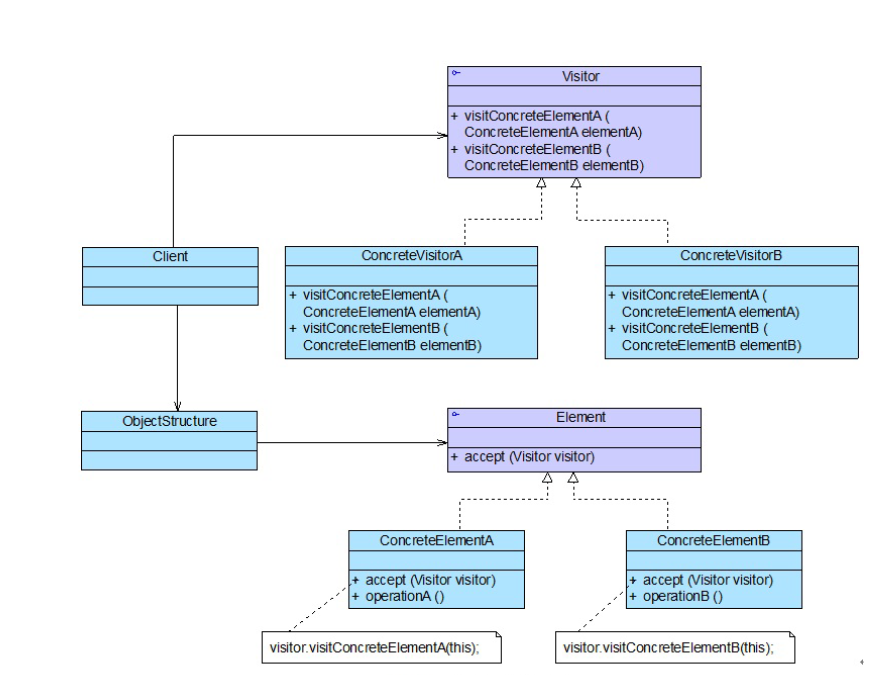 Visitor
+ visitConcreteElementA (
ConcreteElementA elementA)
+ visitConcreteElementB (
ConcreteElementB elementB)
Client
ConcreteVisitorA
+ visitConcreteElementA (
ConcreteElementA elementA)
+ visitConcreteElementB (
ConcreteElementB elementB)
ConcreteVisitorB
+ visitConcreteElementA (
ConcreteElementA elementA)
+ visitConcreteElementB (
ConcreteElementB elementB)
ObjectStructure
Element
+ accept (Visitor visitor)
ConcreteElementA
+ accept (Visitor visitor)
+ operationA ()
ConcreteElementB
+ accept (Visitor visitor)
+ operationB ()
visitor.visitConcreteElementA(this);
visitor.visitConcreteElementB(this);